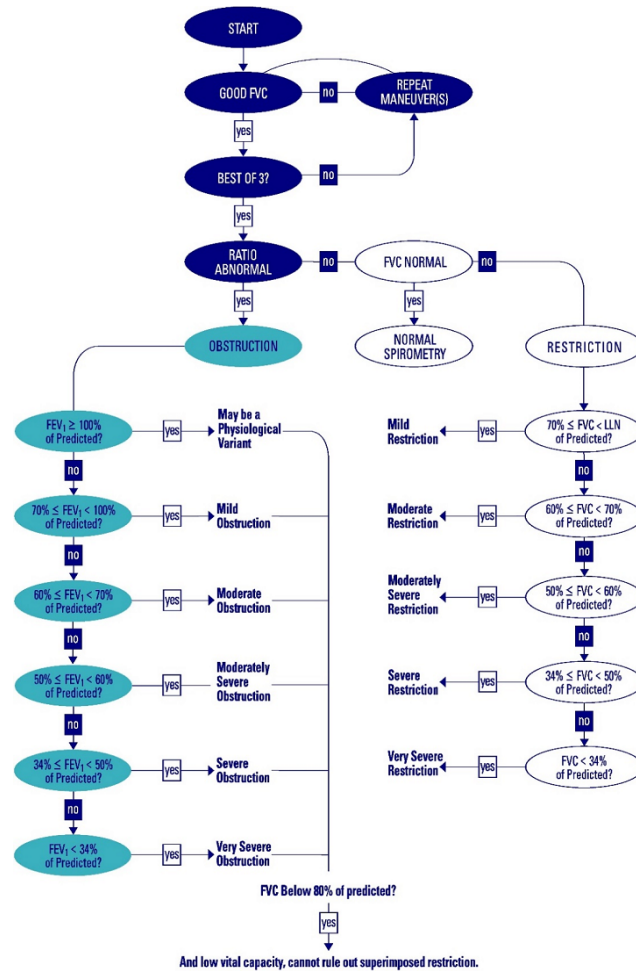 START
GOOD FVC
no
REPEAT
MANEUVER(S)
yes
BEST OF 3?
no
yes
RATIO
ABNORMAL
no
FVC NORMAL
no
yes
yes
OBSTRUCTION
NORMAL
SPIROMETRY
RESTRICTION
FEV₁ ≥ 100%
of Predicted?
yes
May be a
Physiological
Variant
no
70% ≤ FEV₁ < 100%
of Predicted?
yes
Mild
Obstruction
no
60% ≤ FEV₁ < 70%
of Predicted?
yes
Moderate
Obstruction
no
50% ≤ FEV₁ < 60%
of Predicted?
yes
Moderately
Severe
Obstruction
no
34% ≤ FEV₁ < 50%
of Predicted?
yes
Severe
Obstruction
no
FEV₁ < 34%
of Predicted?
yes
Very Severe
Obstruction
Mild
Restriction
yes
70% ≤ FVC < LLN
of Predicted?
no
Moderate
Restriction
yes
60% ≤ FVC < 70%
of Predicted?
no
Moderately
Severe
Restriction
yes
50% ≤ FVC < 60%
of Predicted?
no
Severe
Restriction
yes
34% ≤ FVC < 50%
of Predicted?
no
Very Severe
Restriction
yes
FVC < 34%
of Predicted?
FVC Below 80% of predicted?
yes
And low vital capacity, cannot rule out superimposed restriction.